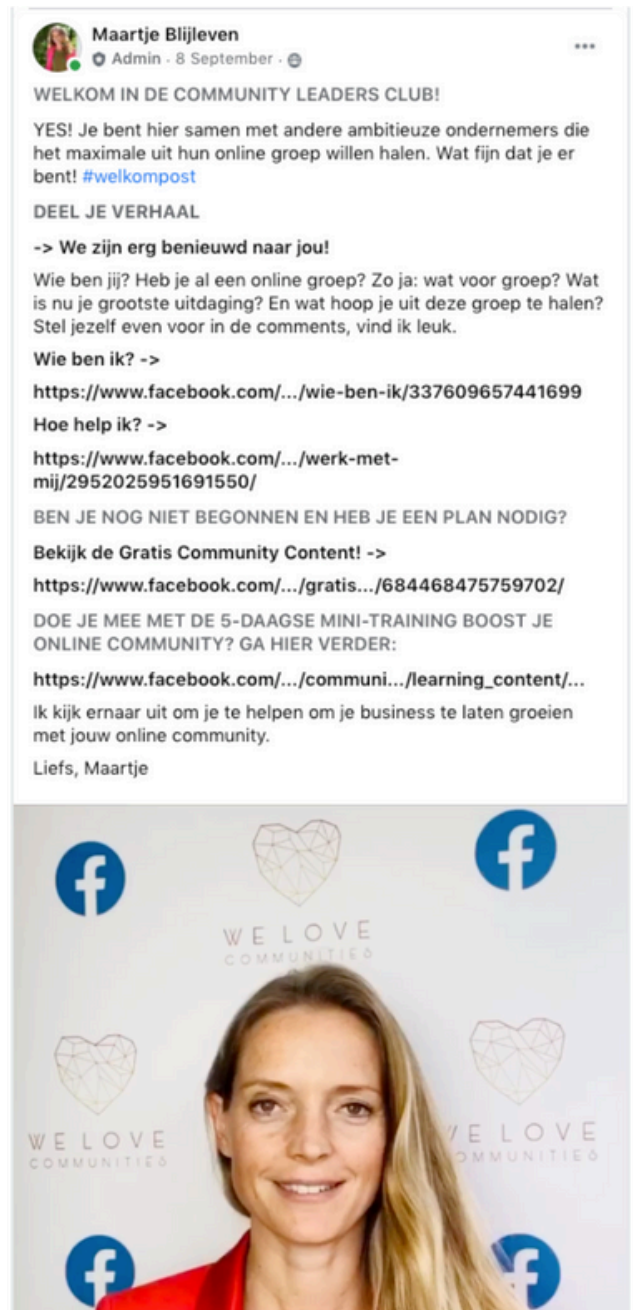 Maartje Blijleven
Admin · 8 September ·
WELKOM IN DE COMMUNITY LEADERS CLUB!
YES! Je bent hier samen met andere ambitieuze ondernemers die
het maximale uit hun online groep willen halen. Wat fijn dat je er
bent! #welkompost
DEEL JE VERHAAL
-> We zijn erg benieuwd naar jou!
Wie ben jij? Heb je al een online groep? Zo ja: wat voor groep? Wat
is nu je grootste uitdaging? En wat hoop je uit deze groep te halen?
Stel jezelf even voor in de comments, vind ik leuk.
Wie ben ik? ->
https://www.facebook.com/.../wie-ben-ik/337609657441699
Hoe help ik? ->
https://www.facebook.com/.../werk-met-
mij/2952025951691550/
BEN JE NOG NIET BEGONNEN EN HEB JE EEN PLAN NODIG?
Bekijk de Gratis Community Content! ->
https://www.facebook.com/.../gratis.../684468475759702/
DOE JE MEE MET DE 5-DAAGSE MINI-TRAINING BOOST JE
ONLINE COMMUNITY? GA HIER VERDER:
https://www.facebook.com/.../communi.../learning_content/...
Ik kijk ernaar uit om je te helpen om je business te laten groeien
met jouw online community.
Liefs, Maartje
WE LOVE
COMMUNITIES
WE LOVE
COMMUNITIES
WE LOVE
COMMUNITIES